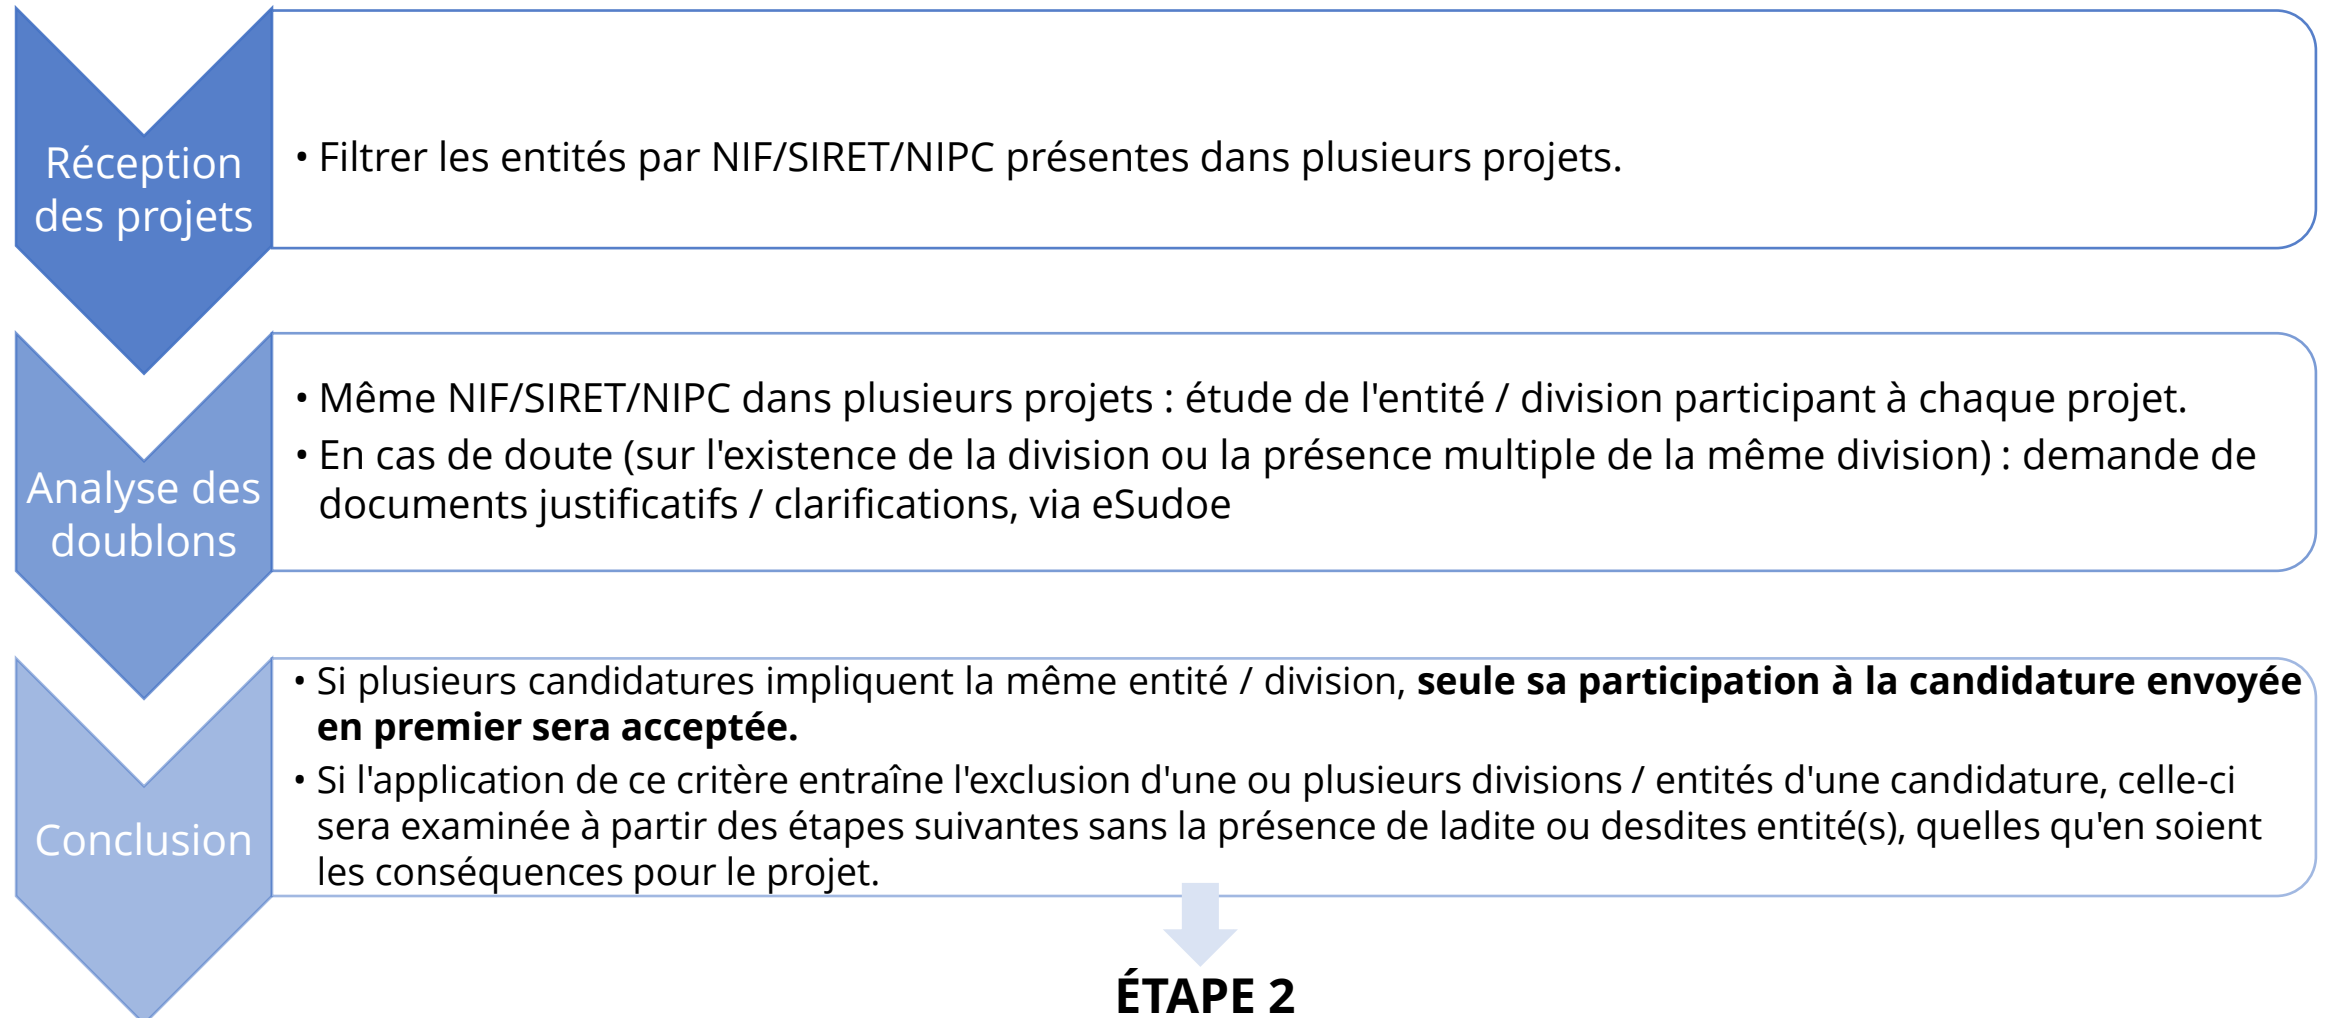 Réception
des projets
• Filtrer les entités par NIF/SIRET/NIPC présentes dans plusieurs projets.
Analyse des
doublons
• Même NIF/SIRET/NIPC dans plusieurs projets : étude de l'entité / division participant à chaque projet.
• En cas de doute (sur l'existence de la division ou la présence multiple de la même division) : demande de
documents justificatifs / clarifications, via eSudoe
Conclusion
• Si plusieurs candidatures impliquent la même entité / division, seule sa participation à la candidature envoyée
en premier sera acceptée.
• Si l'application de ce critère entraîne l'exclusion d'une ou plusieurs divisions / entités d'une candidature, celle-ci
sera examinée à partir des étapes suivantes sans la présence de ladite ou desdites entité(s), quelles qu'en soient
les conséquences pour le projet.
ÉTAPE 2